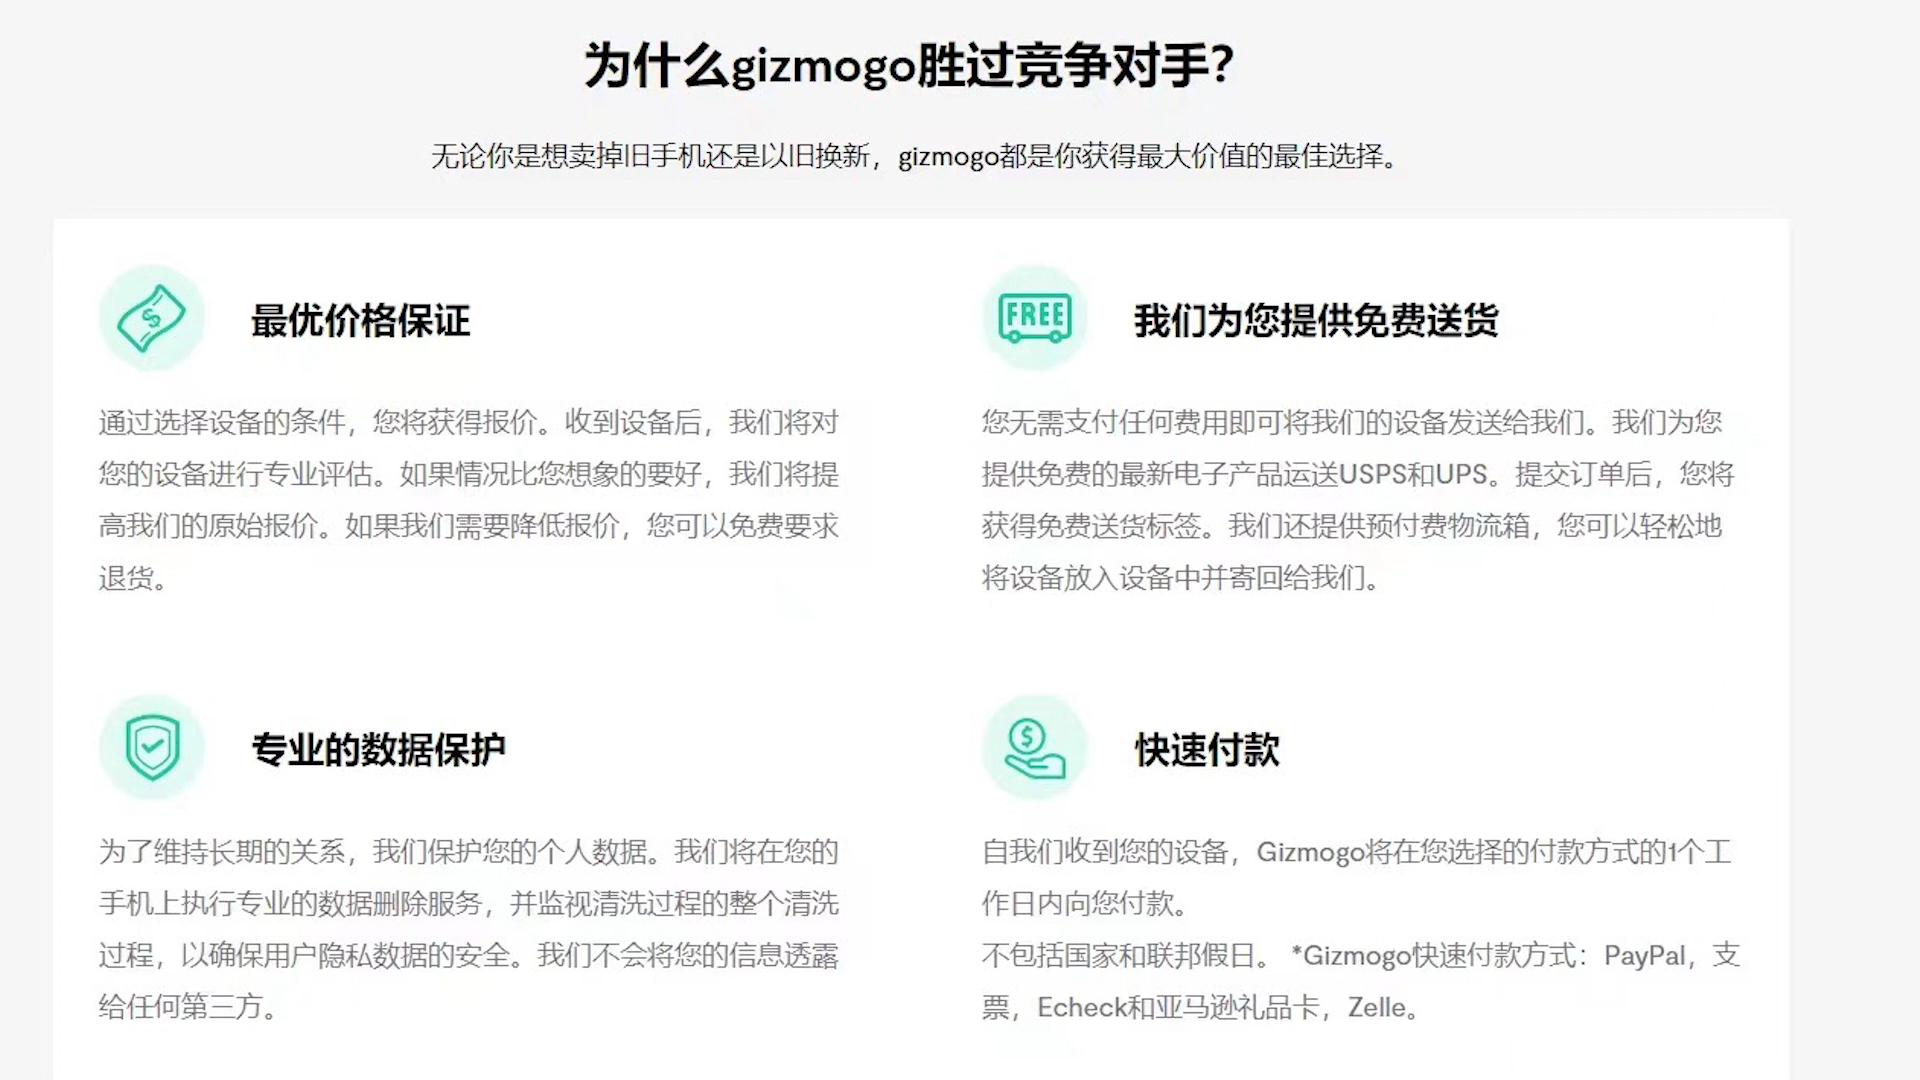 为什么gizmogo胜过竞争对手?
无论你是想卖掉旧手机还是以旧换新，gizmogo都是你获得最大价值的最佳选择。
最优价格保证
通过选择设备的条件，您将获得报价。收到设备后，我们将对
您的设备进行专业评估。如果情况比您想象的要好，我们将提
高我们的原始报价。如果我们需要降低报价，您可以免费要求
退货。
FREE
我们为您提供免费送货
您无需支付任何费用即可将我们的设备发送给我们。我们为您
提供免费的最新电子产品运送USPS和UPS。提交订单后，您将
获得免费送货标签。我们还提供预付费物流箱，您可以轻松地
将设备放入设备中并寄回给我们。
专业的数据保护
为了维持长期的关系，我们保护您的个人数据。我们将在您的
手机上执行专业的数据删除服务，并监视清洗过程的整个清洗
过程，以确保用户隐私数据的安全。我们不会将您的信息透露
给任何第三方。
快速付款
自我们收到您的设备，Gizmogo将在您选择的付款方式的1个工
作日内向您付款。
不包括国家和联邦假日。 *Gizmogo快速付款方式：PayPal，支
票，Echeck和亚马逊礼品卡，Zelle。